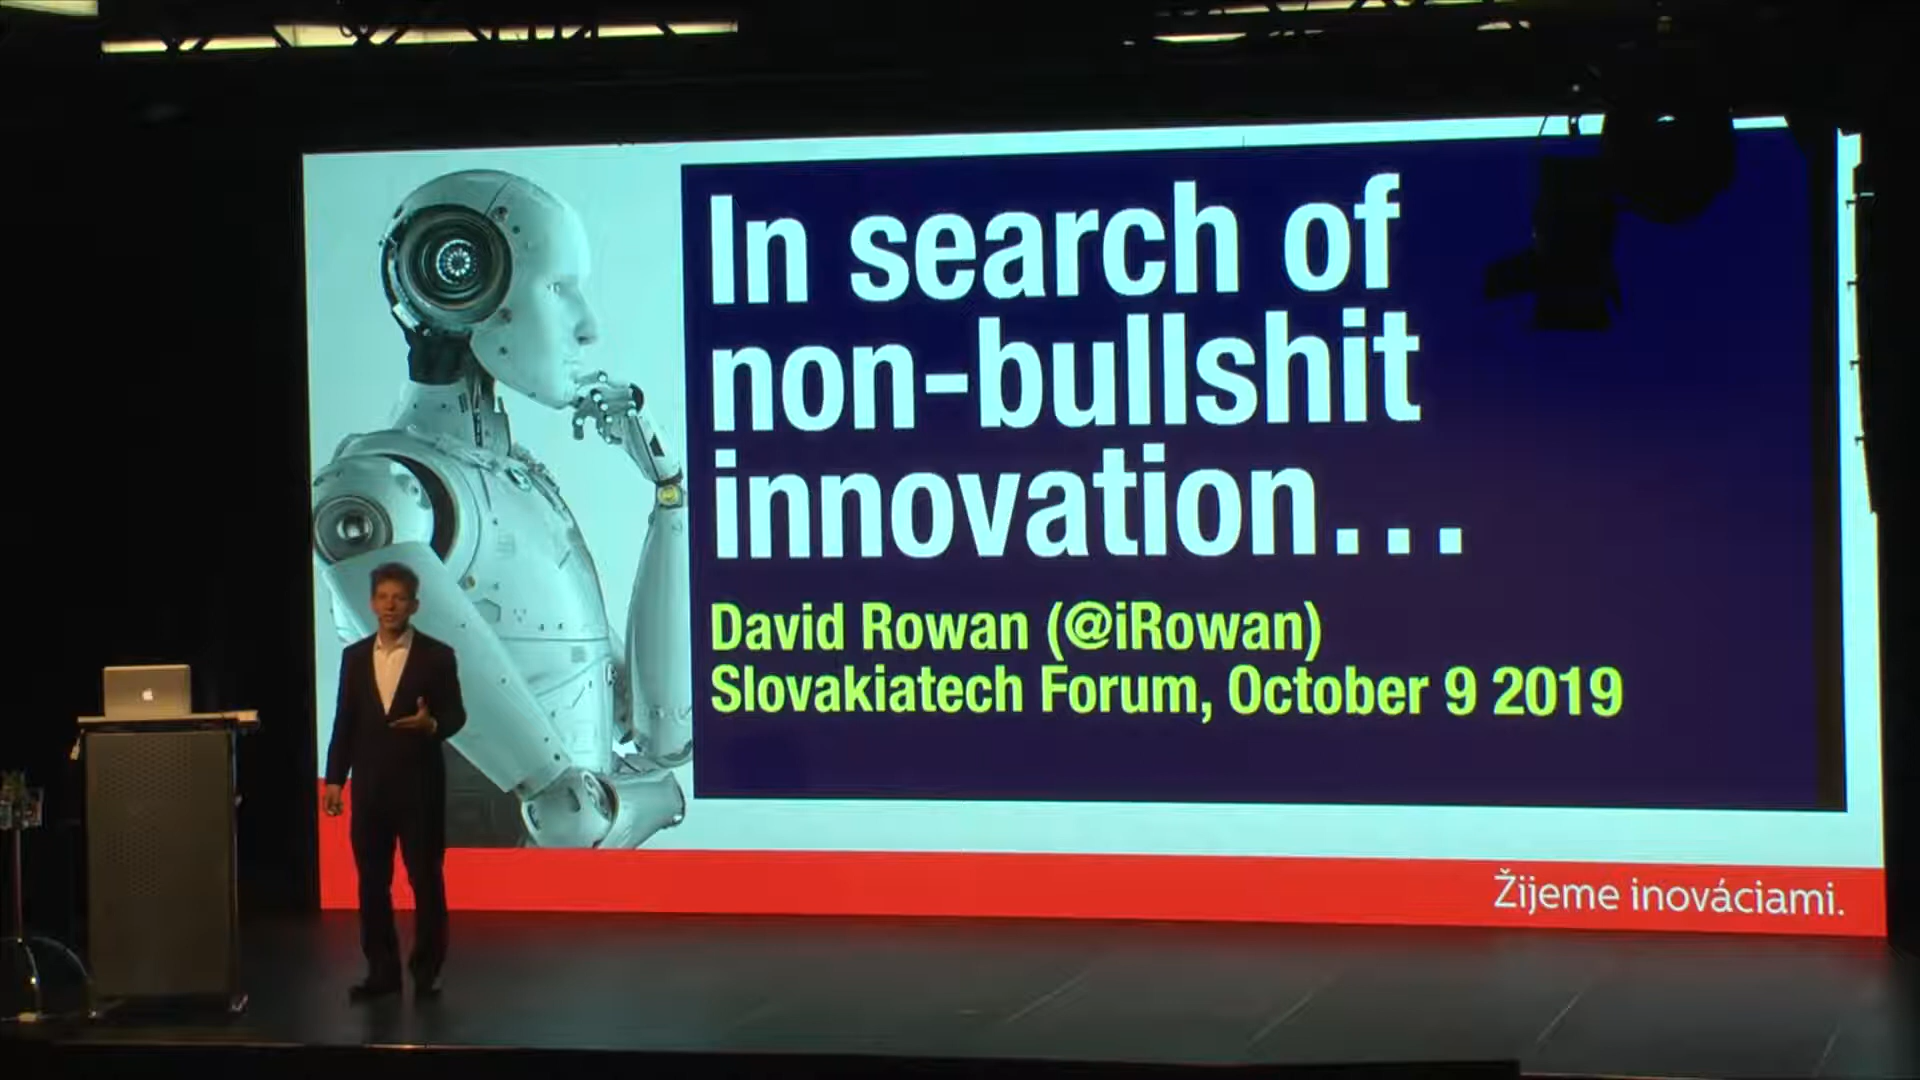 In search of
non-bullshit
innovation...
David Rowan (@iRowan)
Slovakiatech Forum, October 9 2019
Žijeme inováciami.